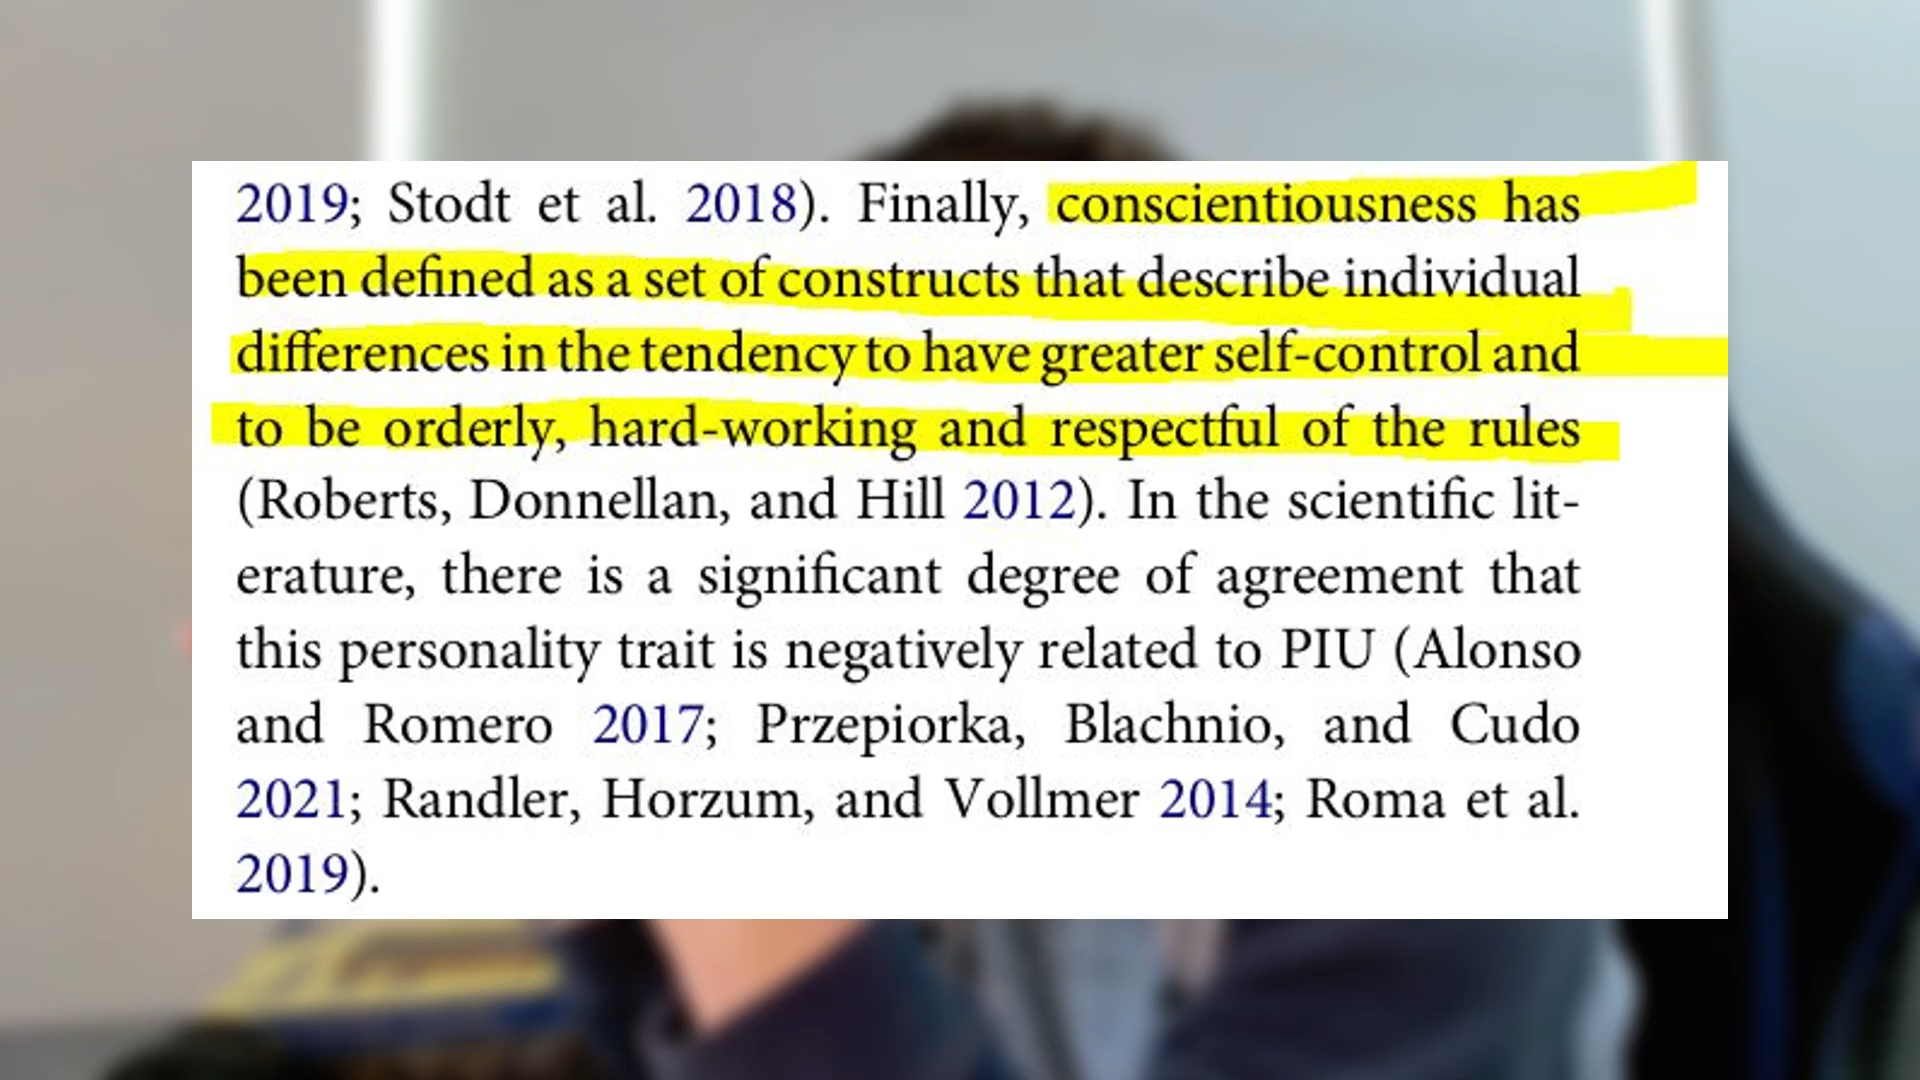 2019; Stodt et al. 2018). Finally, conscientiousness has
been defined as a set of constructs that describe individual
differences in the tendency to have greater self-control and
to be orderly, hard-working and respectful of the rules
(Roberts, Donnellan, and Hill 2012). In the scientific lit-
erature, there is a significant degree of agreement that
this personality trait is negatively related to PIU (Alonso
and Romero 2017; Przepiorka, Blachnio, and Cudo
2021; Randler, Horzum, and Vollmer 2014; Roma et al.
2019).